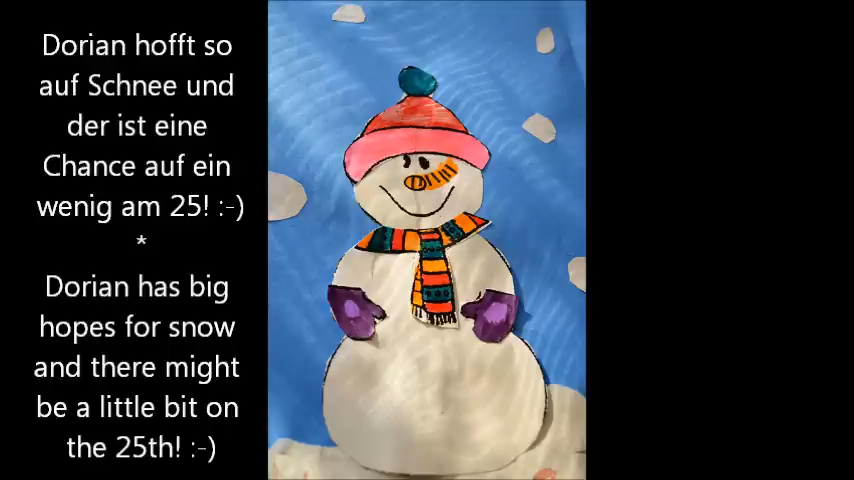 Dorian hofft so
auf Schnee und
der ist eine
Chance auf ein
wenig am 25! :-)
*
Dorian has big
hopes for snow
and there might
be a little bit on
the 25th! :-)